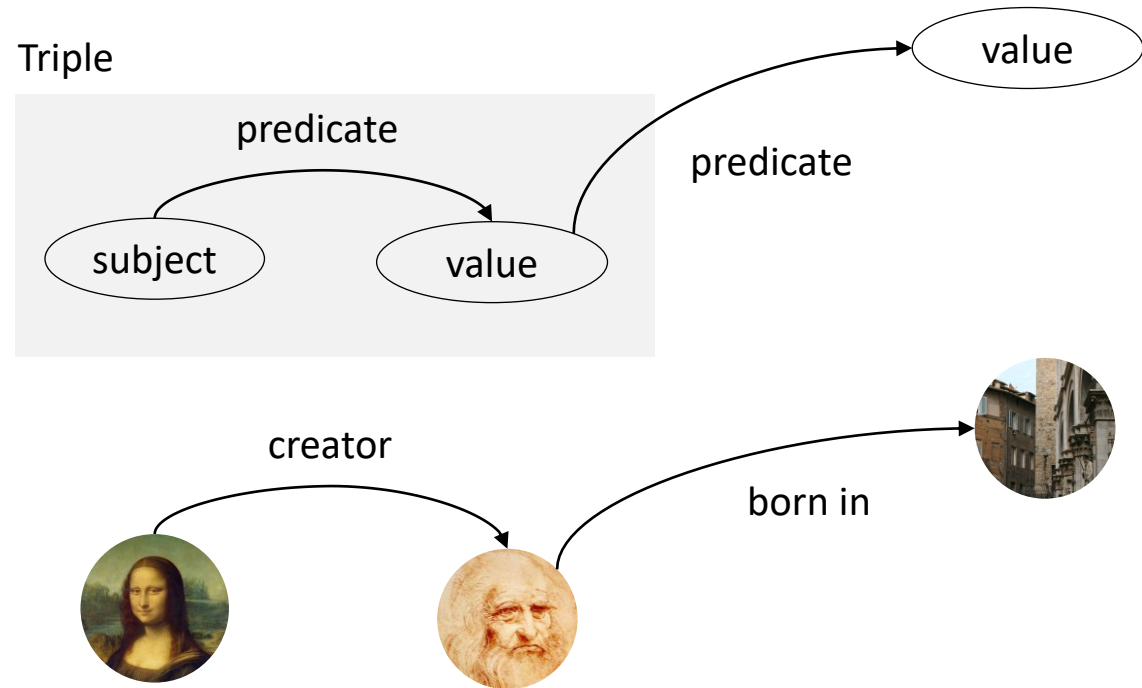 value
Triple
predicate
predicate
subject
value
creator
born in